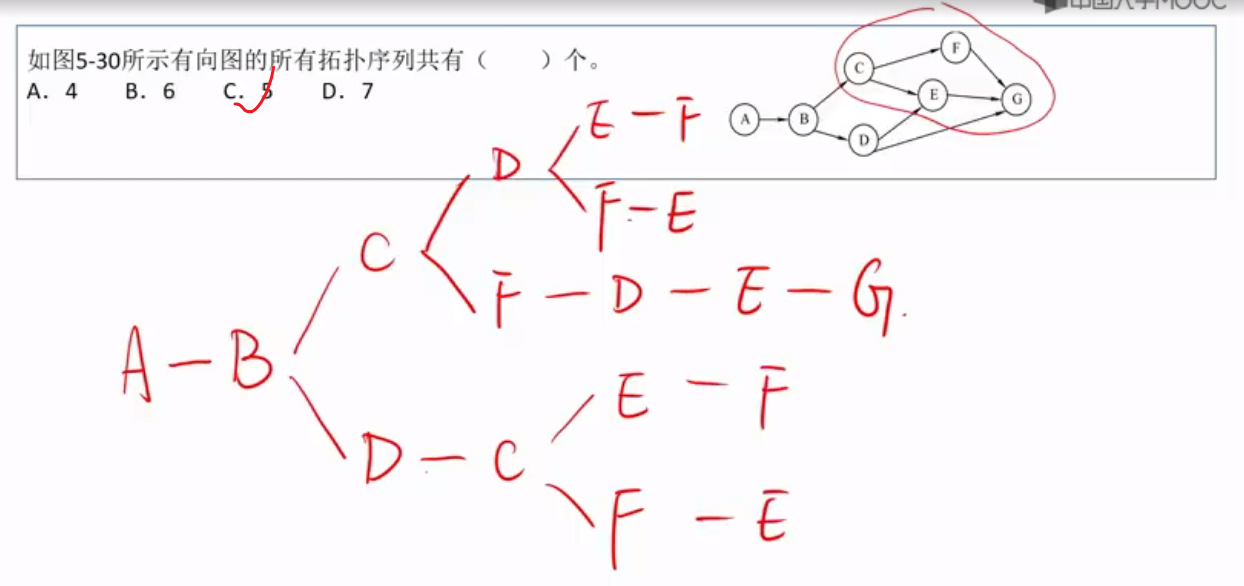 中国大学MOOC
如图5-30所示有向图的所有拓扑序列共有（ ）个。
A. 4 B. 6 C. 5 D. 7
F
C
E
G
A B
D
E - F
D
F - E
C
F - D - E - G.
A - B
E - F
D - C
F - E